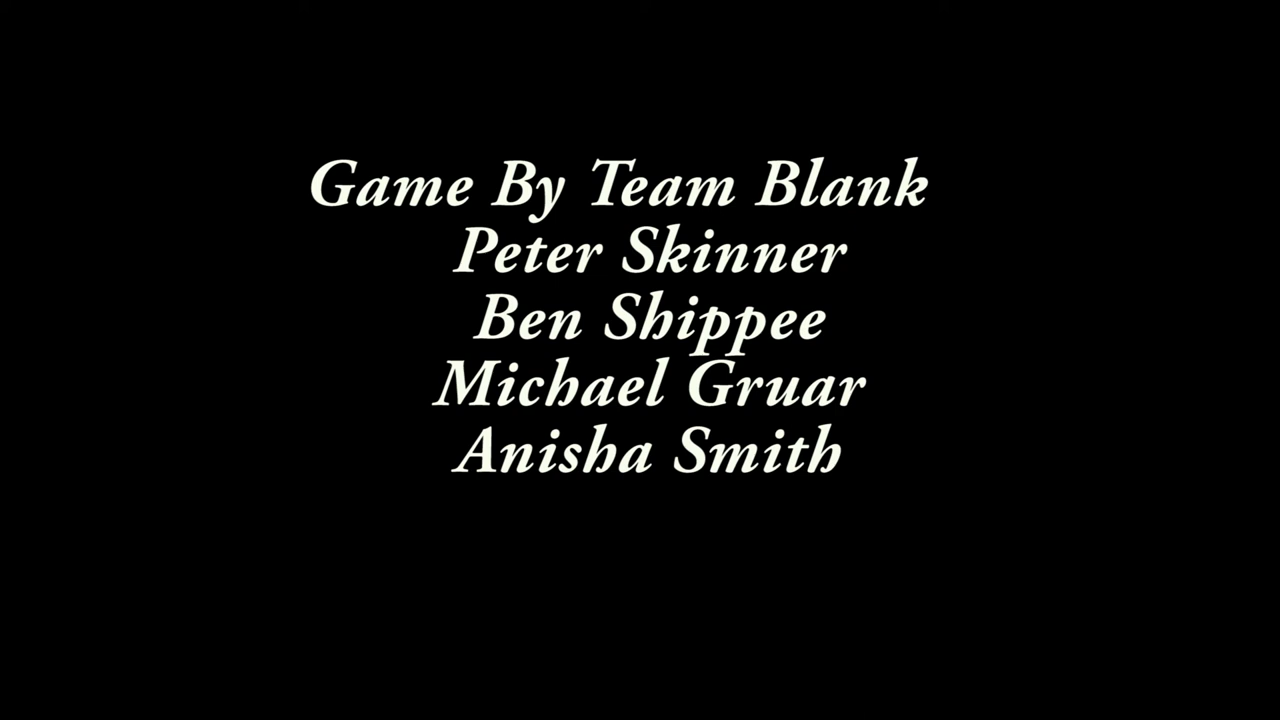 Game By Team Blank
Peter Skinner
Ben Shippee
Michael Gruar
Anisha Smith